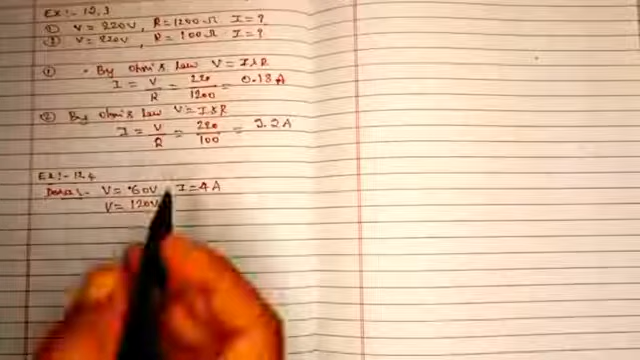 Ex:- 12.3
① V = 220V, R = 1200 Ω I = ?
② V = 220V, R = 100 Ω I = ?
① • By ohm's law V = I×R
I = V/R = 220/1200 = 0.18 A
② By ohm's law V = I×R
I = V/R = 220/100 = 2.2 A
Ex:- 12.4
V = 60V I = 4 A
V = 120V